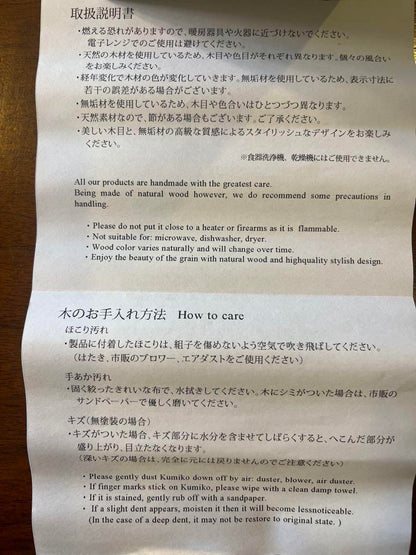 取扱説明書
・燃える恐れがありますので、暖房器具や火器に近づけないでください。
電子レンジでのご使用は避けてください。
・天然の木材を使用しているため、木目や色目がそれぞれ異なります。個々の風合い
をお楽しみください。
・経年変化で木材の色が変化していきます。無垢材を使用しているため、表示寸法に
若干の誤差がある場合がございます。
・無垢材を使用しているため、木目や色合いはひとつづつ異なります。
・天然素材なので、節がある場合もございます。ご了承ください。
・美しい木目と、無垢材の高級な質感によるスタイリッシュなデザインをお楽しみ
ください。
※食器洗浄機、乾燥機にはご使用できません。
All our products are handmade with the greatest care.
Being made of natural wood however, we do recommend some precautions in
handling.
・Please do not put it close to a heater or firearms as it is flammable.
・Not suitable for: microwave, dishwasher, dryer.
・Wood color varies naturally and will change over time.
・Enjoy the beauty of the grain with natural wood and highquality stylish design.
木のお手入れ方法 How to care
ほこり汚れ
・製品に付着したほこりは、組子を傷めないよう空気で吹き飛ばしてください。
（はたき、市販のブロワー、エアダストをご使用ください）
手あか汚れ
・固く絞ったきれいな布で、水拭きしてください。木にシミがついた場合は、市販の
サンドペーパーで優しく磨いてください。
キズ（無塗装の場合）
・キズがついた場合、キズ部分に水分を含ませてしばらくすると、へこんだ部分が
盛り上がり、目立たなくなります。
（深いキズの場合は、完全に元には戻りませんのでご注意ください）
・Please gently dust Kumiko down off by air: duster, blower, air duster.
・If finger marks stick on Kumiko, please wipe with a clean damp towel.
・If it is stained, gently rub off with a sandpaper.
・If a slight dent appears, moisten it then it will become lessnoticeable.
(In the case of a deep dent, it may not be restore to original state. )